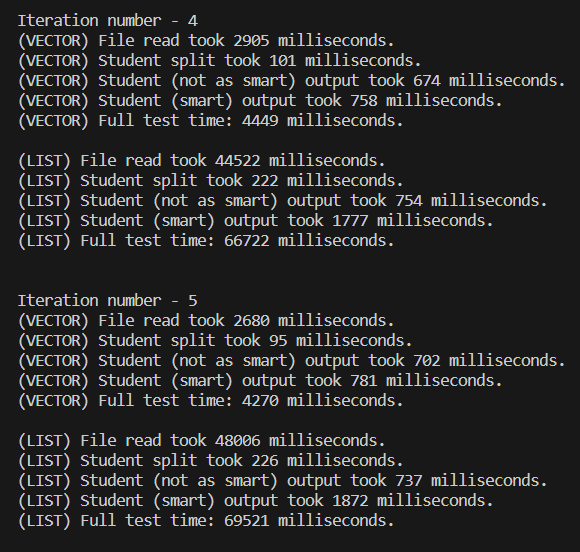 Iteration number - 4
(VECTOR) File read took 2905 milliseconds.
(VECTOR) Student split took 101 milliseconds.
(VECTOR) Student (not as smart) output took 674 milliseconds.
(VECTOR) Student (smart) output took 758 milliseconds.
(VECTOR) Full test time: 4449 milliseconds.
(LIST) File read took 44522 milliseconds.
(LIST) Student split took 222 milliseconds.
(LIST) Student (not as smart) output took 754 milliseconds.
(LIST) Student (smart) output took 1777 milliseconds.
(LIST) Full test time: 66722 milliseconds.
Iteration number - 5
(VECTOR) File read took 2680 milliseconds.
(VECTOR) Student split took 95 milliseconds.
(VECTOR) Student (not as smart) output took 702 milliseconds.
(VECTOR) Student (smart) output took 781 milliseconds.
(VECTOR) Full test time: 4270 milliseconds.
(LIST) File read took 48006 milliseconds.
(LIST) Student split took 226 milliseconds.
(LIST) Student (not as smart) output took 737 milliseconds.
(LIST) Student (smart) output took 1872 milliseconds.
(LIST) Full test time: 69521 milliseconds.